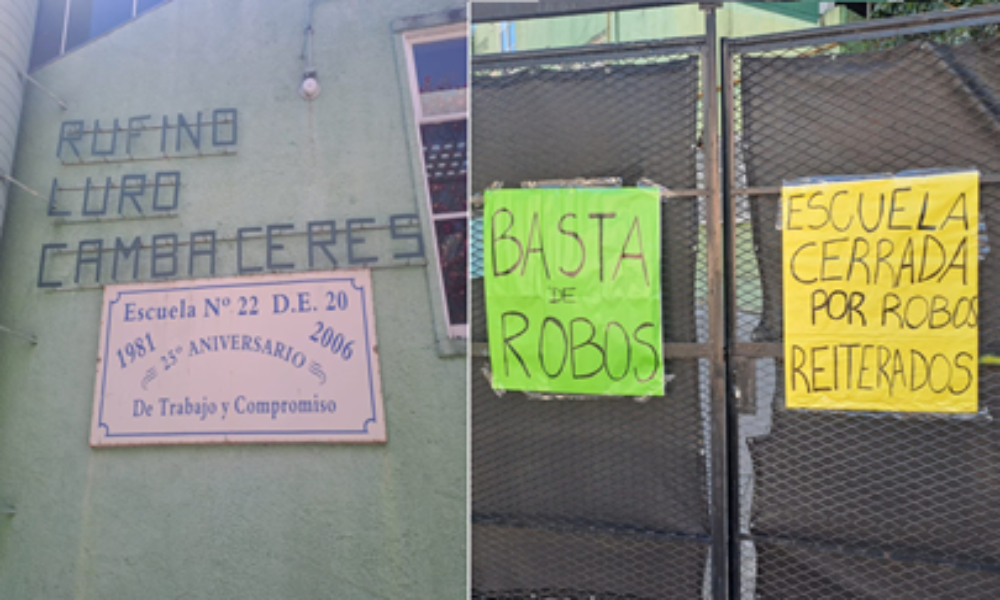 RUFINO
LURO
CAMBACERES
Escuela Nº 22 D.E. 20
1981 25º ANIVERSARIO 2006
De Trabajo y Compromiso
BASTA
DE
ROBOS
ESCUELA
CERRADA
POR ROBOS
REITERADOS